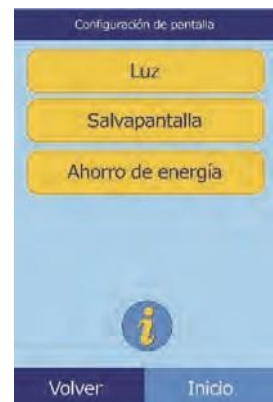 Configuración de pantalla
Luz
Salvapantalla
Ahorro de energía
i
Volver
Inicio